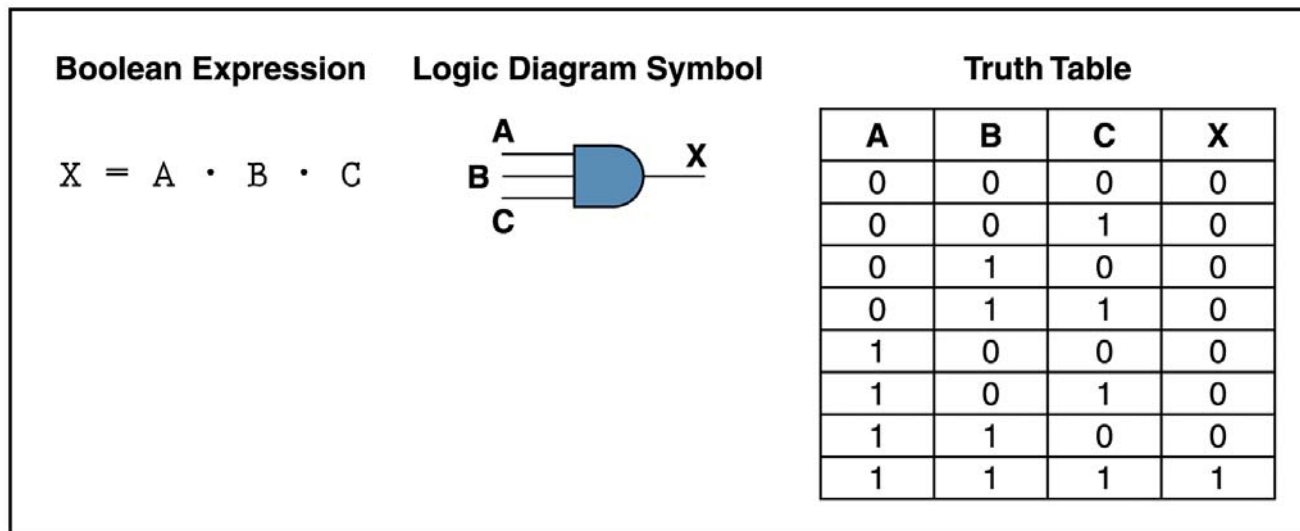 Boolean Expression
Logic Diagram Symbol
Truth Table
X = A · B · C
A
B
C
X
A B C X
0 0 0 0
0 0 1 0
0 1 0 0
0 1 1 0
1 0 0 0
1 0 1 0
1 1 0 0
1 1 1 1